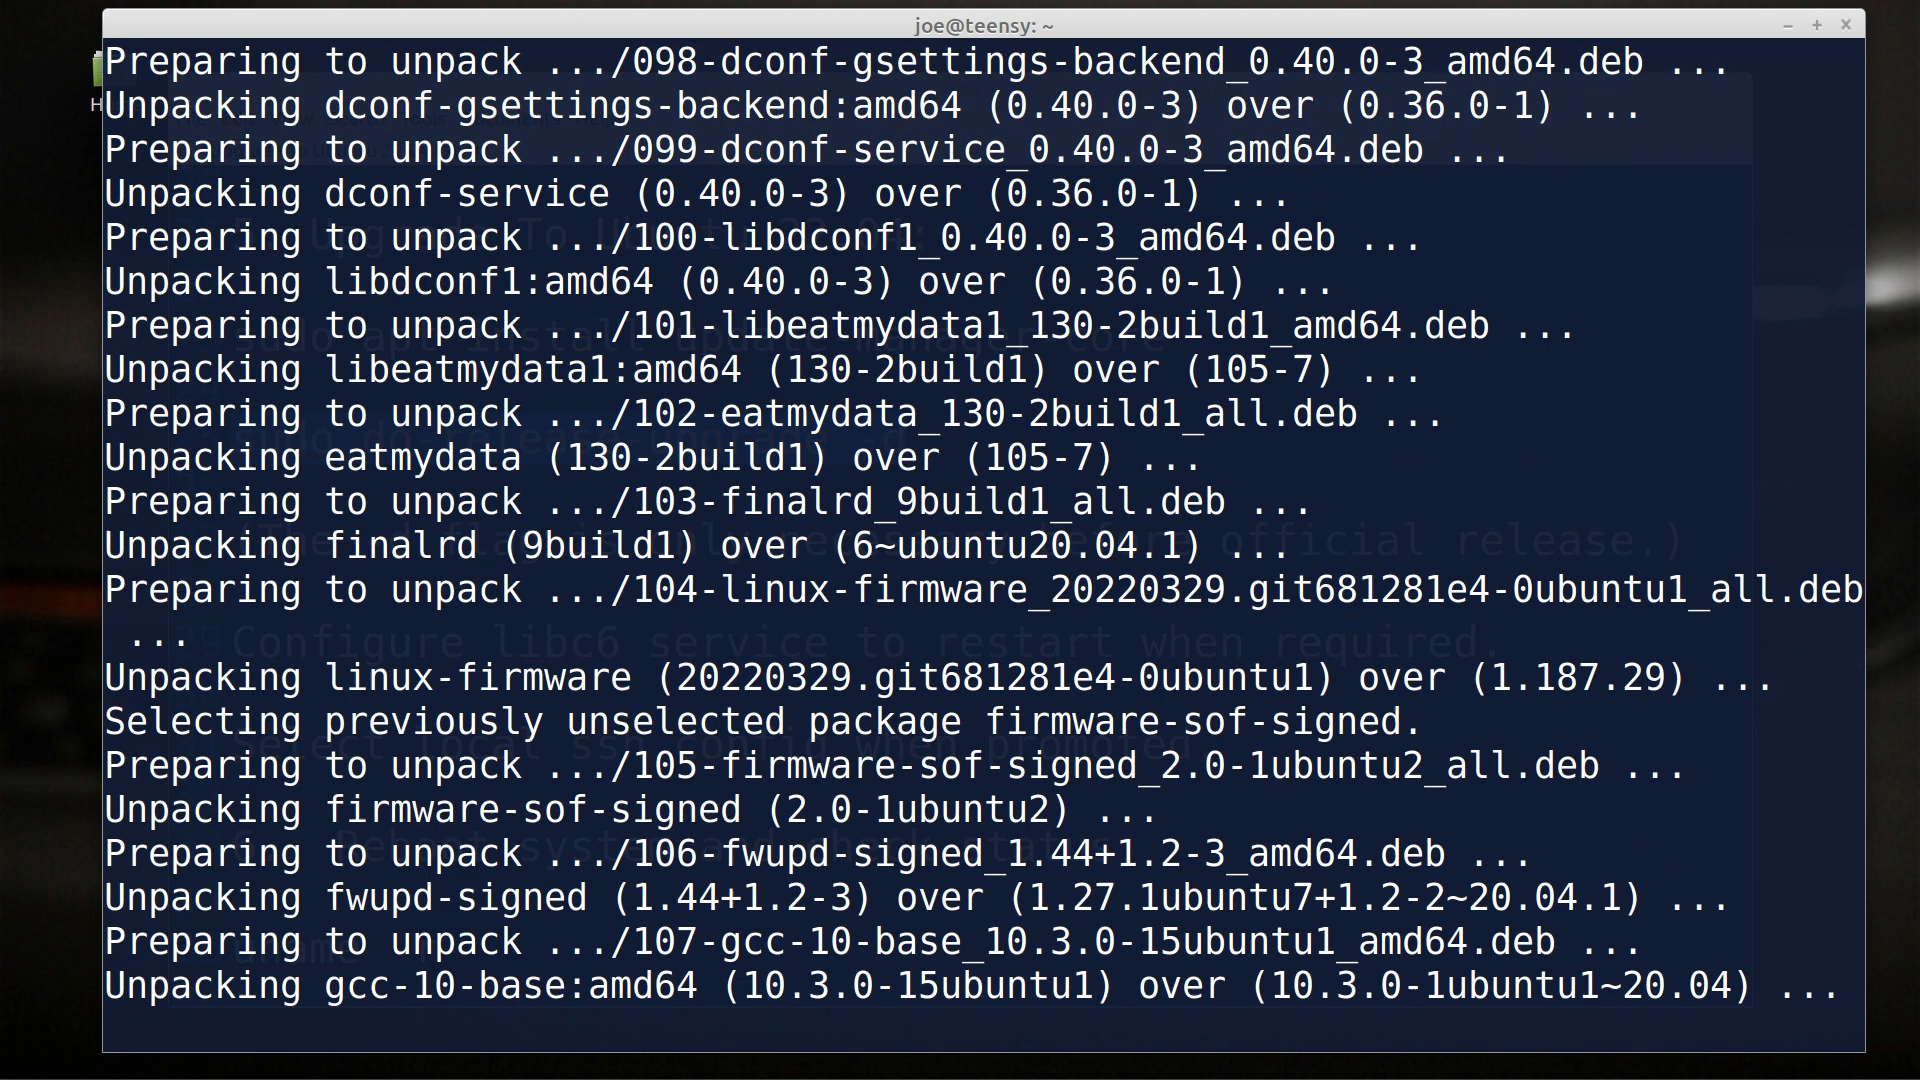 joe@teensy: ~
Preparing to unpack .../098-dconf-gsettings-backend_0.40.0-3_amd64.deb ...
Unpacking dconf-gsettings-backend:amd64 (0.40.0-3) over (0.36.0-1) ...
Preparing to unpack .../099-dconf-service_0.40.0-3_amd64.deb ...
Unpacking dconf-service (0.40.0-3) over (0.36.0-1) ...
Preparing to unpack .../100-libdconf1_0.40.0-3_amd64.deb ...
Unpacking libdconf1:amd64 (0.40.0-3) over (0.36.0-1) ...
Preparing to unpack .../101-libeatmydata1_130-2build1_amd64.deb ...
Unpacking libeatmydata1:amd64 (130-2build1) over (105-7) ...
Preparing to unpack .../102-eatmydata_130-2build1_all.deb ...
Unpacking eatmydata (130-2build1) over (105-7) ...
Preparing to unpack .../103-finalrd_9build1_all.deb ...
Unpacking finalrd (9build1) over (6~ubuntu20.04.1) ...
Preparing to unpack .../104-linux-firmware_20220329.git681281e4-0ubuntu1_all.deb
 ...
Unpacking linux-firmware (20220329.git681281e4-0ubuntu1) over (1.187.29) ...
Selecting previously unselected package firmware-sof-signed.
Preparing to unpack .../105-firmware-sof-signed_2.0-1ubuntu2_all.deb ...
Unpacking firmware-sof-signed (2.0-1ubuntu2) ...
Preparing to unpack .../106-fwupd-signed_1.44+1.2-3_amd64.deb ...
Unpacking fwupd-signed (1.44+1.2-3) over (1.27.1ubuntu7+1.2-2~20.04.1) ...
Preparing to unpack .../107-gcc-10-base_10.3.0-15ubuntu1_amd64.deb ...
Unpacking gcc-10-base:amd64 (10.3.0-15ubuntu1) over (10.3.0-1ubuntu1~20.04) ...
official release.)
Configure libc6 service to restart when required.